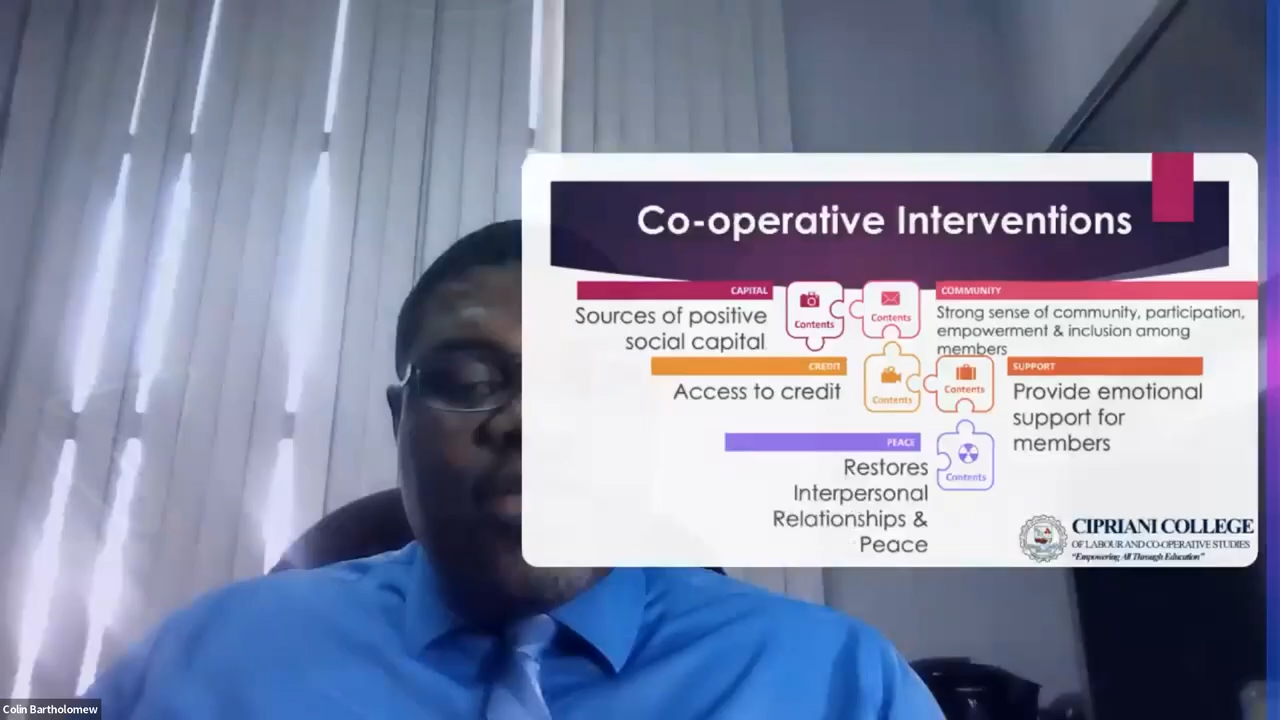 Co-operative Interventions
CAPITAL
Sources of positive
social capital
Contents
Contents
COMMUNITY
Strong sense of community, participation,
empowerment & inclusion among
members
CREDIT
Access to credit
Contents
Contents
SUPPORT
Provide emotional
support for
members
PEACE
Restores
Interpersonal
Relationships &
Peace
Contents
CIPRIANI COLLEGE
OF LABOUR AND CO-OPERATIVE STUDIES
"Empowering All Through Education"
Colin Bartholomew